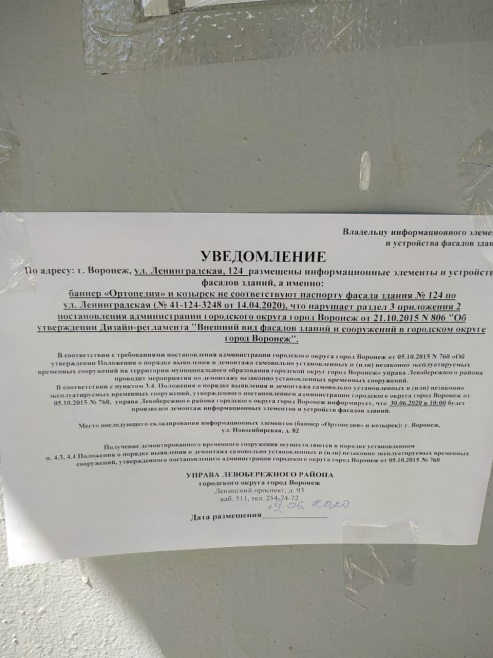 Владельцу информационного элеме
и устройства фасадов здан
УВЕДОМЛЕНИЕ
По адресу: г. Воронеж, ул. Ленинградская, 124 размещены информационные элементы и устройств
фасадов зданий, а именно:
баннер «Ортопедия» и козырек не соответствуют паспорту фасада здания № 124 по
ул. Ленинградская (№ 41-124-3248 от 14.04.2020), что нарушает раздел 3 приложения 2
постановления администрации городского округа город Воронеж от 21.10.2015 N 806 "Об
утверждении Дизайн-регламента "Внешний вид фасадов зданий и сооружений в городском округе
город Воронеж".
В соответствии с требованиями постановления администрации городского округа город Воронеж от 05.10.2015 N 760 «Об
утверждении Положения о порядке выявления и демонтажа самовольно установленных и (или) незаконно эксплуатируемых
временных сооружений на территории муниципального образования городской округ город Воронеж» управа Левобережного района
проводит мероприятия по демонтажу незаконно установленных временных сооружений.
В соответствии с пунктом 3.4. Положения о порядке выявления и демонтажа самовольно установленных и (или) незаконно
эксплуатируемых временных сооружений, утвержденного постановлением администрации городского округа город Воронеж от
05.10.2015 № 760, управа Левобережного района городского округа город Воронеж информирует, что 30.06.2020 в 10:00 будет
произведен демонтаж информационных элементов и устройств фасадов зданий.
Место последующего складирования информационных элементов (баннер «Ортопедия» и козырек): г. Воронеж,
ул. Новосибирская, д. 82
Получение демонтированного временного сооружения осуществляются в порядке установленном
п. 4.3, 4.4 Положения о порядке выявления и демонтажа самовольно установленных и (или) незаконно эксплуатируемых временных
сооружений, утвержденного постановлением администрации городского округа город Воронеж от 05.10.2015 № 760
УПРАВА ЛЕВОБЕРЕЖНОГО РАЙОНА
городского округа город Воронеж
Ленинский проспект, д. 93
каб. 511, тел. 254-74-72
Дата размещения 06. 2020